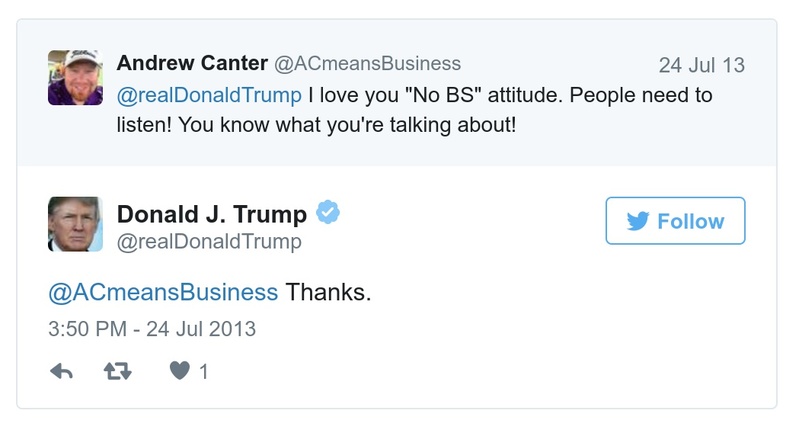 Andrew Canter @ACmeansBusiness 24 Jul 13
@realDonaldTrump I love you "No BS" attitude. People need to
listen! You know what you're talking about!
Donald J. Trump
@realDonaldTrump
Follow
@ACmeansBusiness Thanks.
3:50 PM - 24 Jul 2013
1